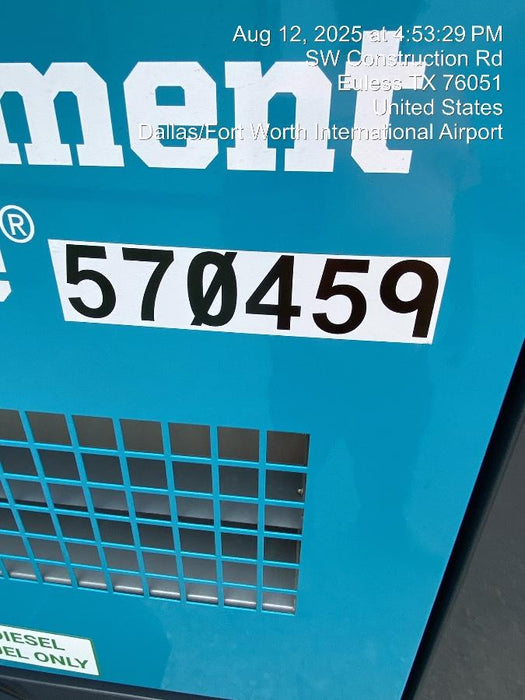 Aug 12, 2025 at 4:53:29 PM
SW Construction Rd
Euless TX 76051
United States
Dallas/Fort Worth International Airport
ment
®
570459
DIESEL
EL ONLY